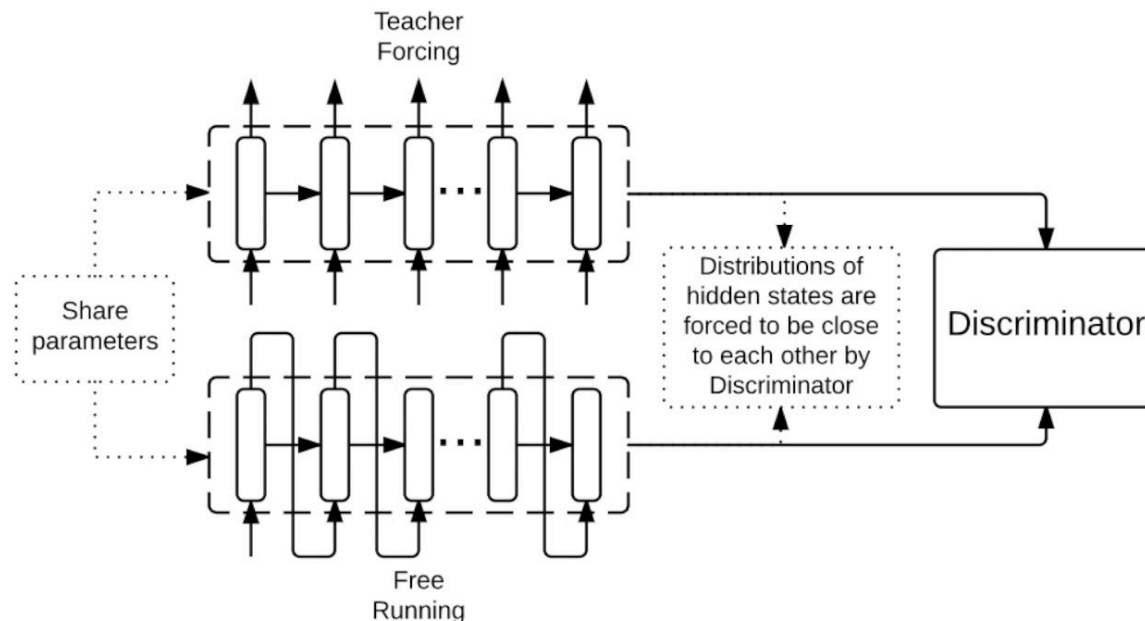 Teacher
Forcing
Share
parameters
Distributions of
hidden states are
forced to be close
to each other by
Discriminator
Discriminator
Free
Running